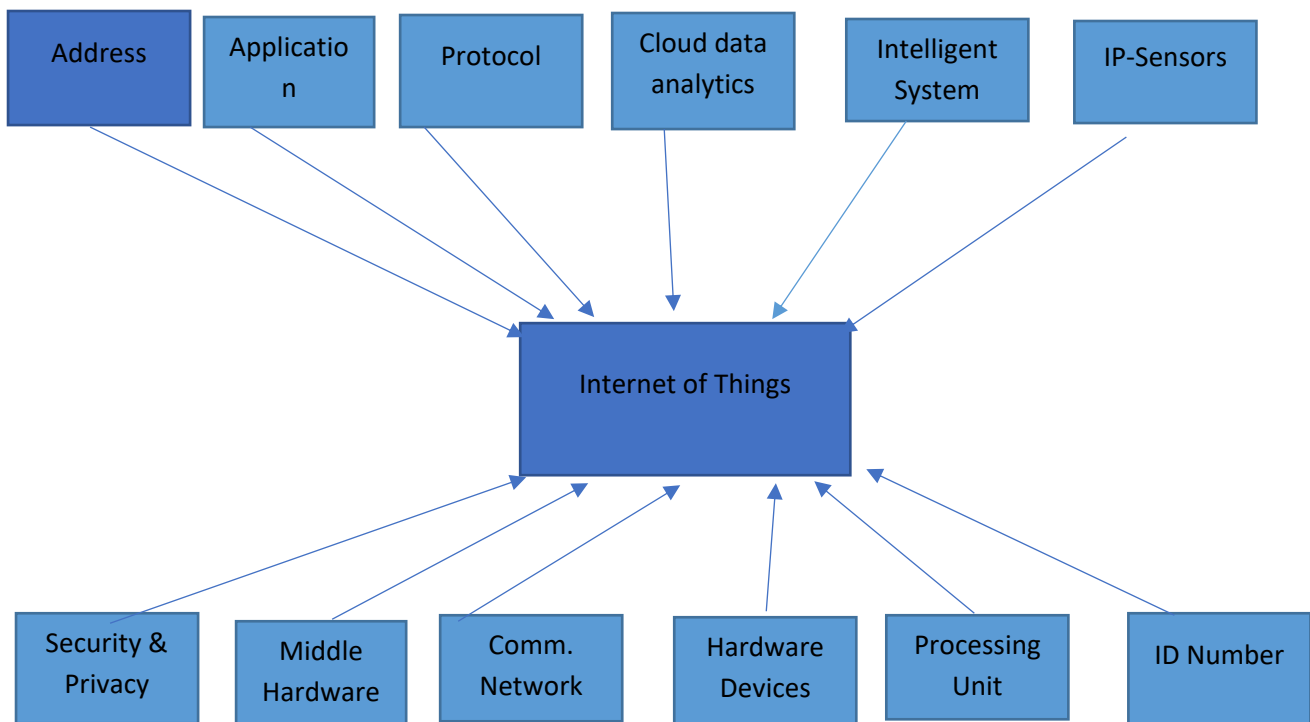 Address
Applicatio
n
Protocol
Cloud data
analytics
Intelligent
System
IP-Sensors
Internet of Things
Security &
Privacy
Middle
Hardware
Comm.
Network
Hardware
Devices
Processing
Unit
ID Number